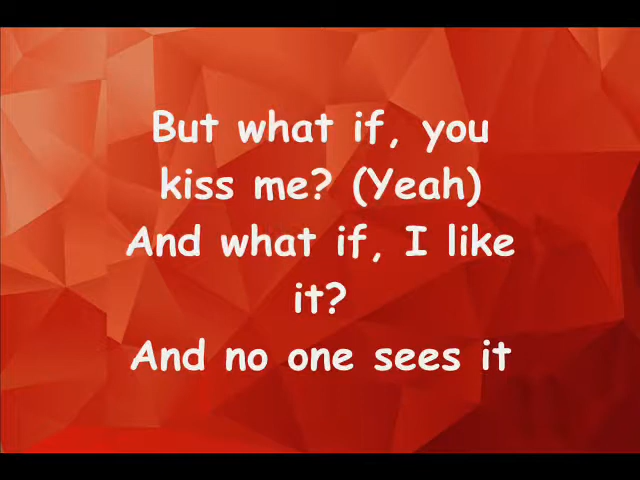 But what if, you
kiss me? (Yeah)
And what if, I like
it?
And no one sees it